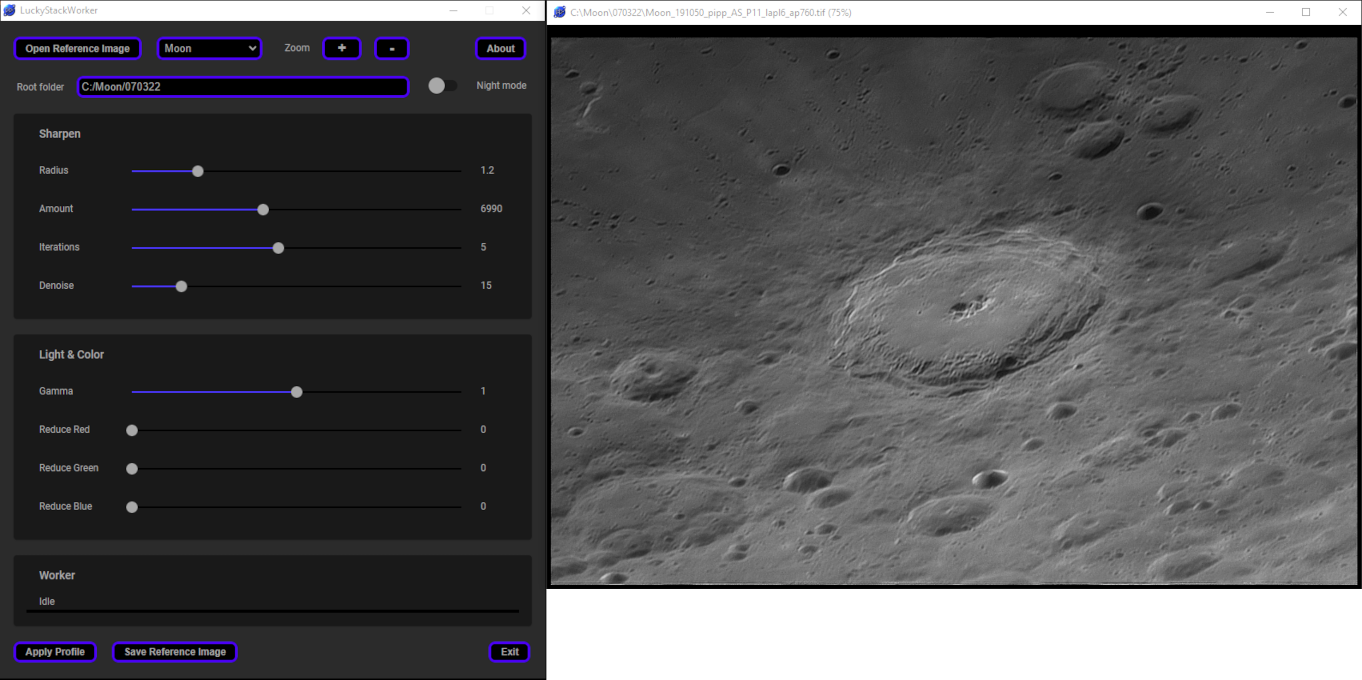 LuckyStackWorker
Open Reference Image Moon Zoom + - About
Root folder C:/Moon/070322 Night mode
Sharpen
Radius 1.2
Amount 6990
Iterations 5
Denoise 15
Light & Color
Gamma 1
Reduce Red 0
Reduce Green 0
Reduce Blue 0
Worker
Idle
Apply Profile Save Reference Image Exit
C:\Moon\070322\Moon_191050_pipp_AS_P11_lapl6_ap760.tif (75%)